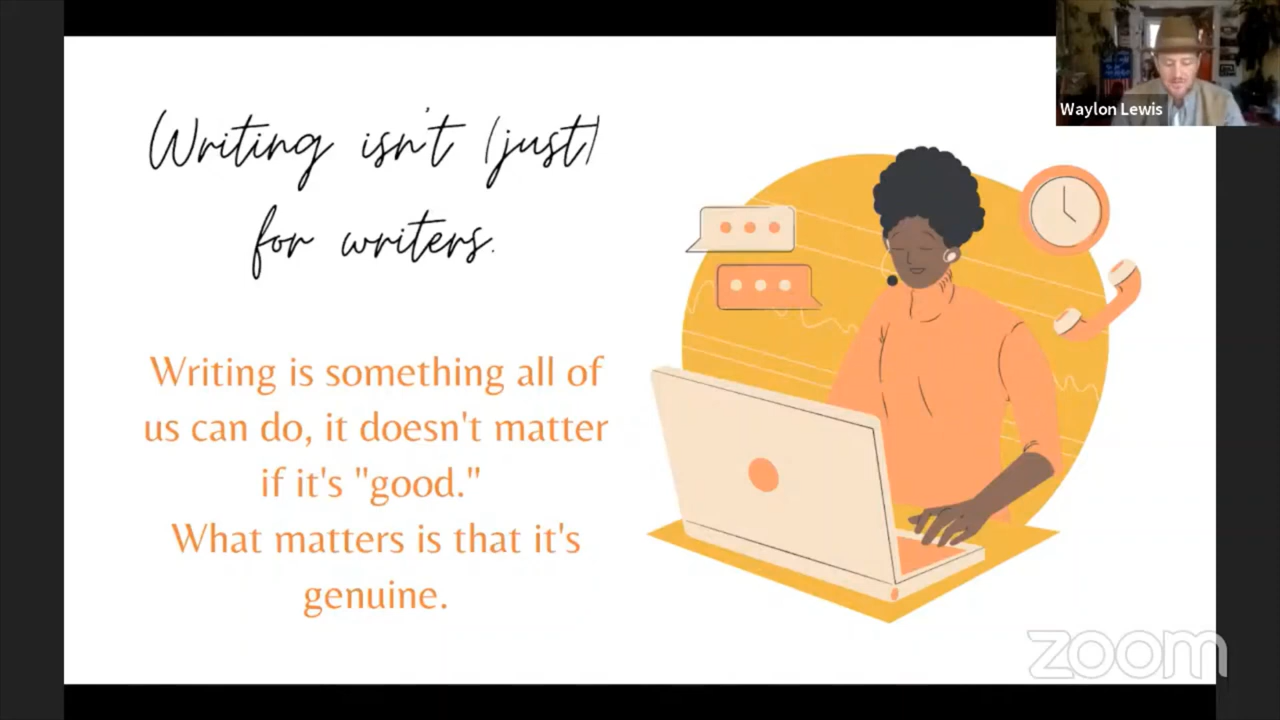 Waylon Lewis
Writing isn't (just)
for writers.
Writing is something all of
us can do, it doesn't matter
if it's "good."
What matters is that it's
genuine.
zoom